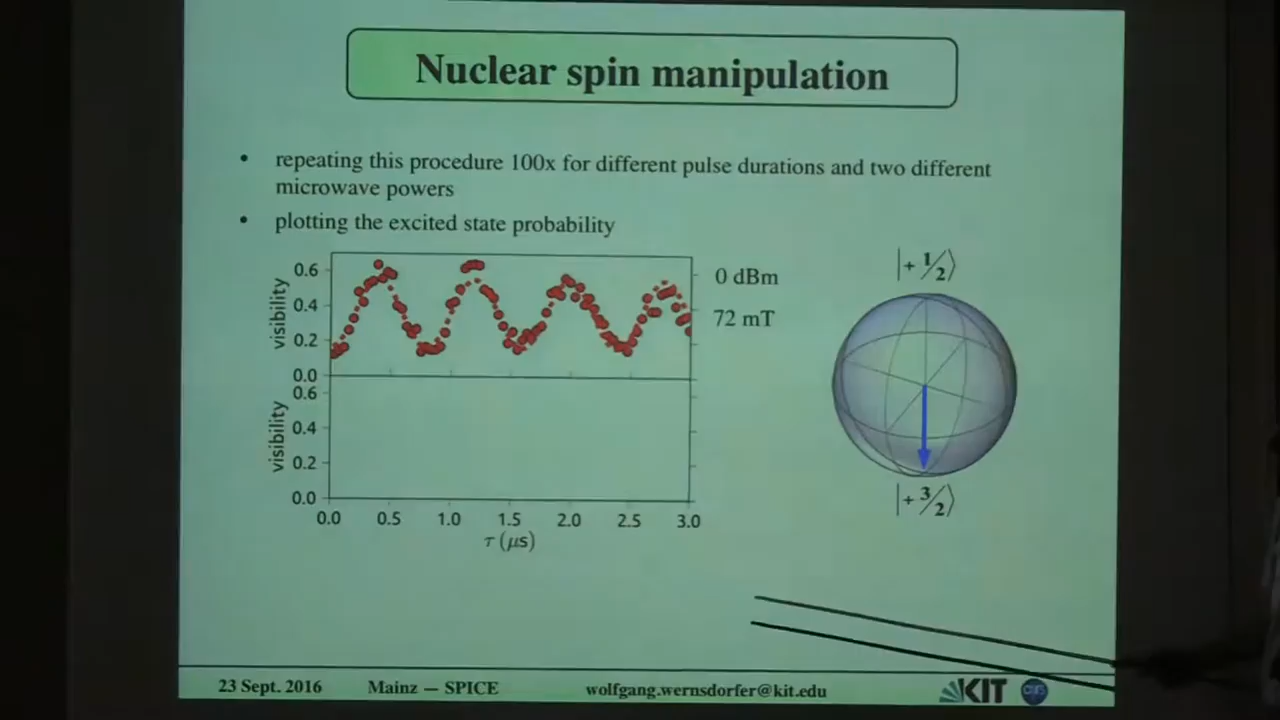 Nuclear spin manipulation
• repeating this procedure 100x for different pulse durations and two different
microwave powers
• plotting the excited state probability
visibility
0.6
0.4
0.2
0.0
0 dBm
72 mT
visibility
0.6
0.4
0.2
0.0
0.0 0.5 1.0 1.5 2.0 2.5 3.0
τ (μs)
|+ ½⟩
|+ 3⁄2⟩
23 Sept. 2016 Mainz — SPICE wolfgang.wernsdorfer@kit.edu KIT